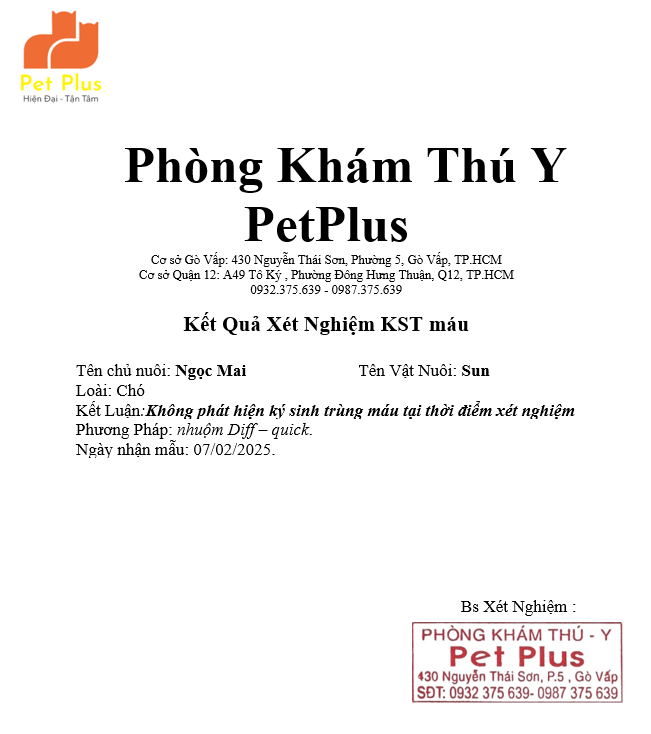 Pet Plus
Hiện Đại - Tận Tâm
Phòng Khám Thú Y
PetPlus
Cơ sở Gò Vấp: 430 Nguyễn Thái Sơn, Phường 5, Gò Vấp, TP.HCM
Cơ sở Quận 12: A49 Tô Ký , Phường Đông Hưng Thuận, Q12, TP.HCM
0932.375.639 - 0987.375.639
Kết Quả Xét Nghiệm KST máu
Tên chủ nuôi: Ngọc Mai Tên Vật Nuôi: Sun
Loài: Chó
Kết Luận:Không phát hiện ký sinh trùng máu tại thời điểm xét nghiệm
Phương Pháp: nhuộm Diff – quick.
Ngày nhận mẫu: 07/02/2025.
Bs Xét Nghiệm :
PHÒNG KHÁM THÚ - Y
Pet Plus
430 Nguyễn Thái Sơn, P.5 , Gò Vấp
SĐT: 0932 375 639- 0987 375 639